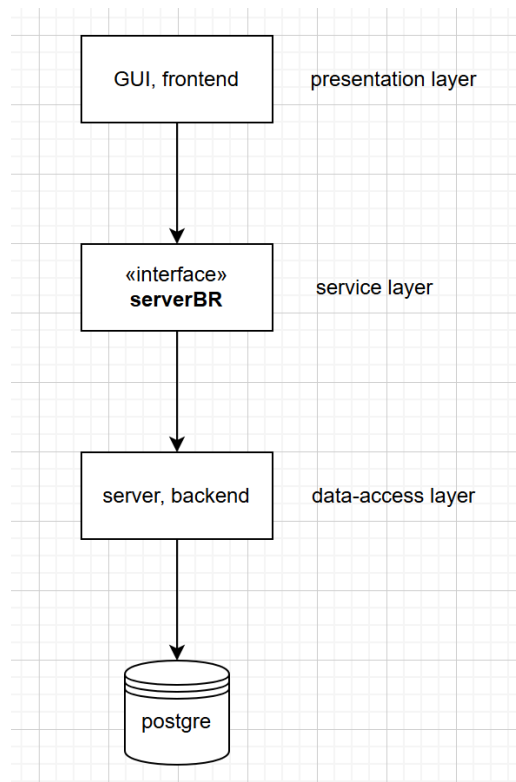 GUI, frontend
presentation layer
«interface»
serverBR
service layer
server, backend
data-access layer
postgre